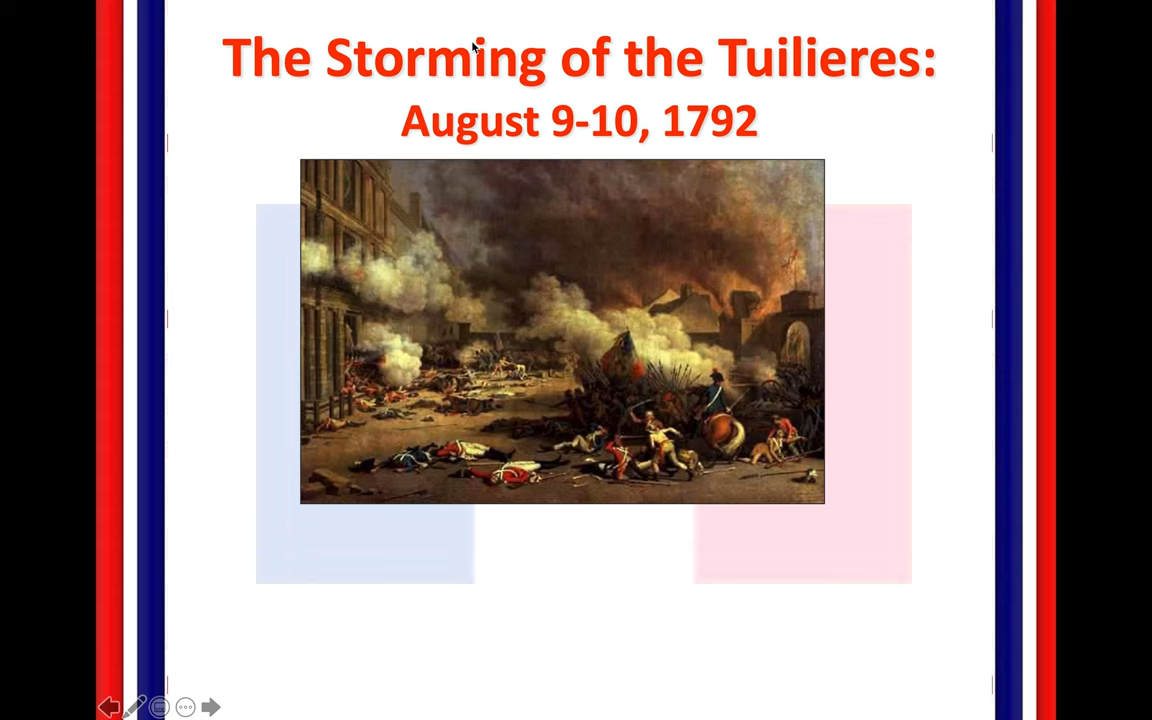 The Storming of the Tuilieres:
August 9-10, 1792